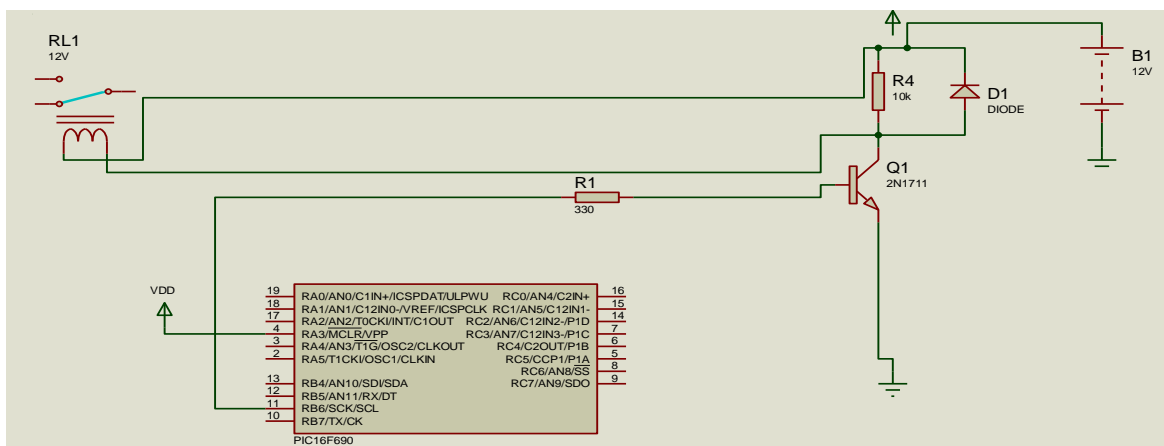 RL1
12V
R4
10k
D1
DIODE
B1
12V
Q1
2N1711
R1
330
VDD
19 RA0/AN0/C1IN+/ICSPDAT/ULPWU
18 RA1/AN1/C12IN0-/VREF/ICSPCLK
17 RA2/AN2/T0CKI/INT/C1OUT
4 RA3/MCLR/VPP
3 RA4/AN3/T1G/OSC2/CLKOUT
2 RA5/T1CKI/OSC1/CLKIN
13 RB4/AN10/SDI/SDA
12 RB5/AN11/RX/DT
11 RB6/SCK/SCL
10 RB7/TX/CK
RC0/AN4/C2IN+ 16
RC1/AN5/C12IN1- 15
RC2/AN6/C12IN2-/P1D 14
RC3/AN7/C12IN3-/P1C 7
RC4/C2OUT/P1B 6
RC5/CCP1/P1A 5
RC6/AN8/SS 8
RC7/AN9/SDO 9
PIC16F690